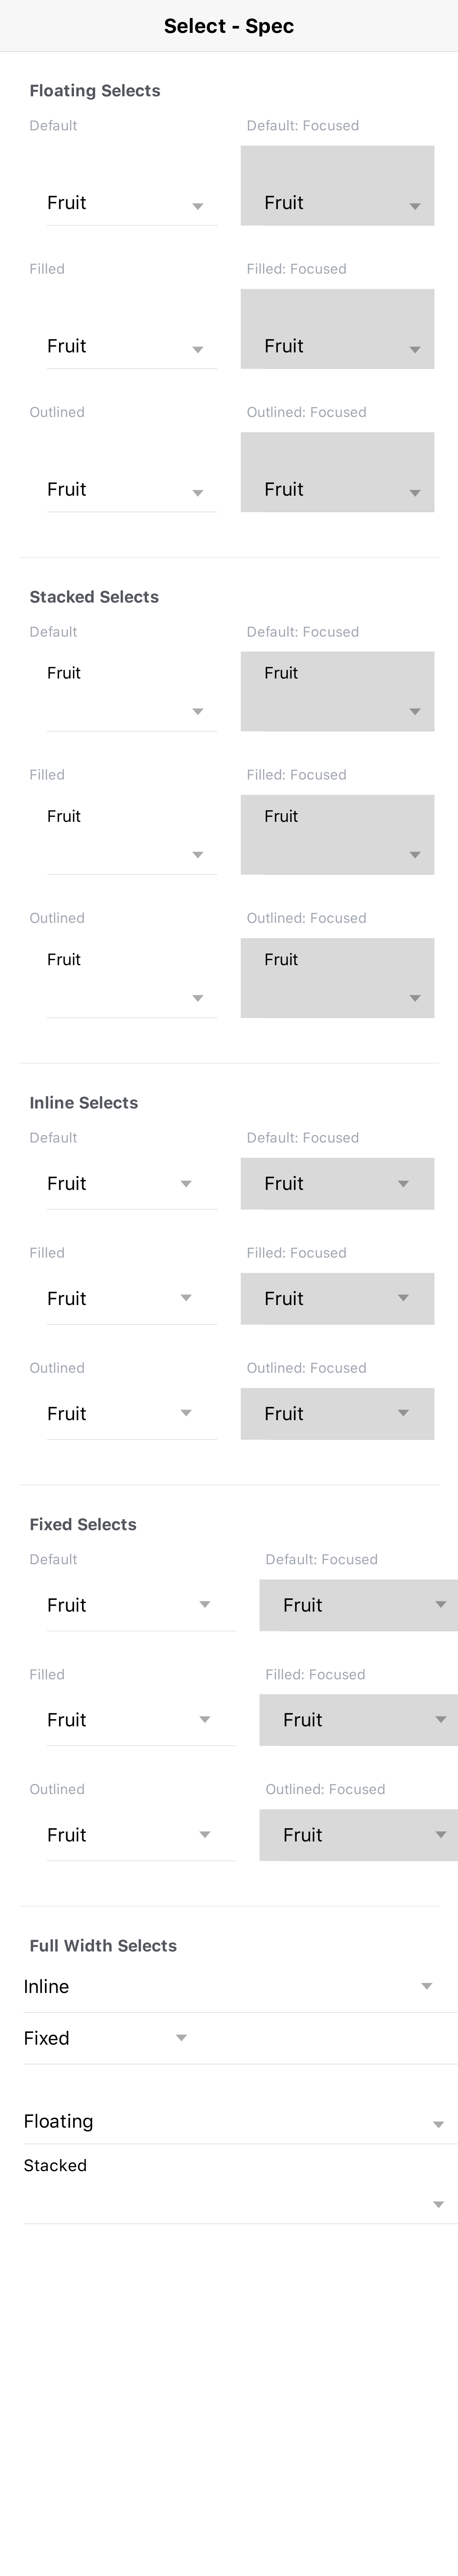 Select - Spec
Floating Selects
Default Default: Focused
Fruit Fruit
Filled Filled: Focused
Fruit Fruit
Outlined Outlined: Focused
Fruit Fruit
Stacked Selects
Default Default: Focused
Fruit Fruit
Filled Filled: Focused
Fruit Fruit
Outlined Outlined: Focused
Fruit Fruit
Inline Selects
Default Default: Focused
Fruit Fruit
Filled Filled: Focused
Fruit Fruit
Outlined Outlined: Focused
Fruit Fruit
Fixed Selects
Default Default: Focused
Fruit Fruit
Filled Filled: Focused
Fruit Fruit
Outlined Outlined: Focused
Fruit Fruit
Full Width Selects
Inline
Fixed
Floating
Stacked